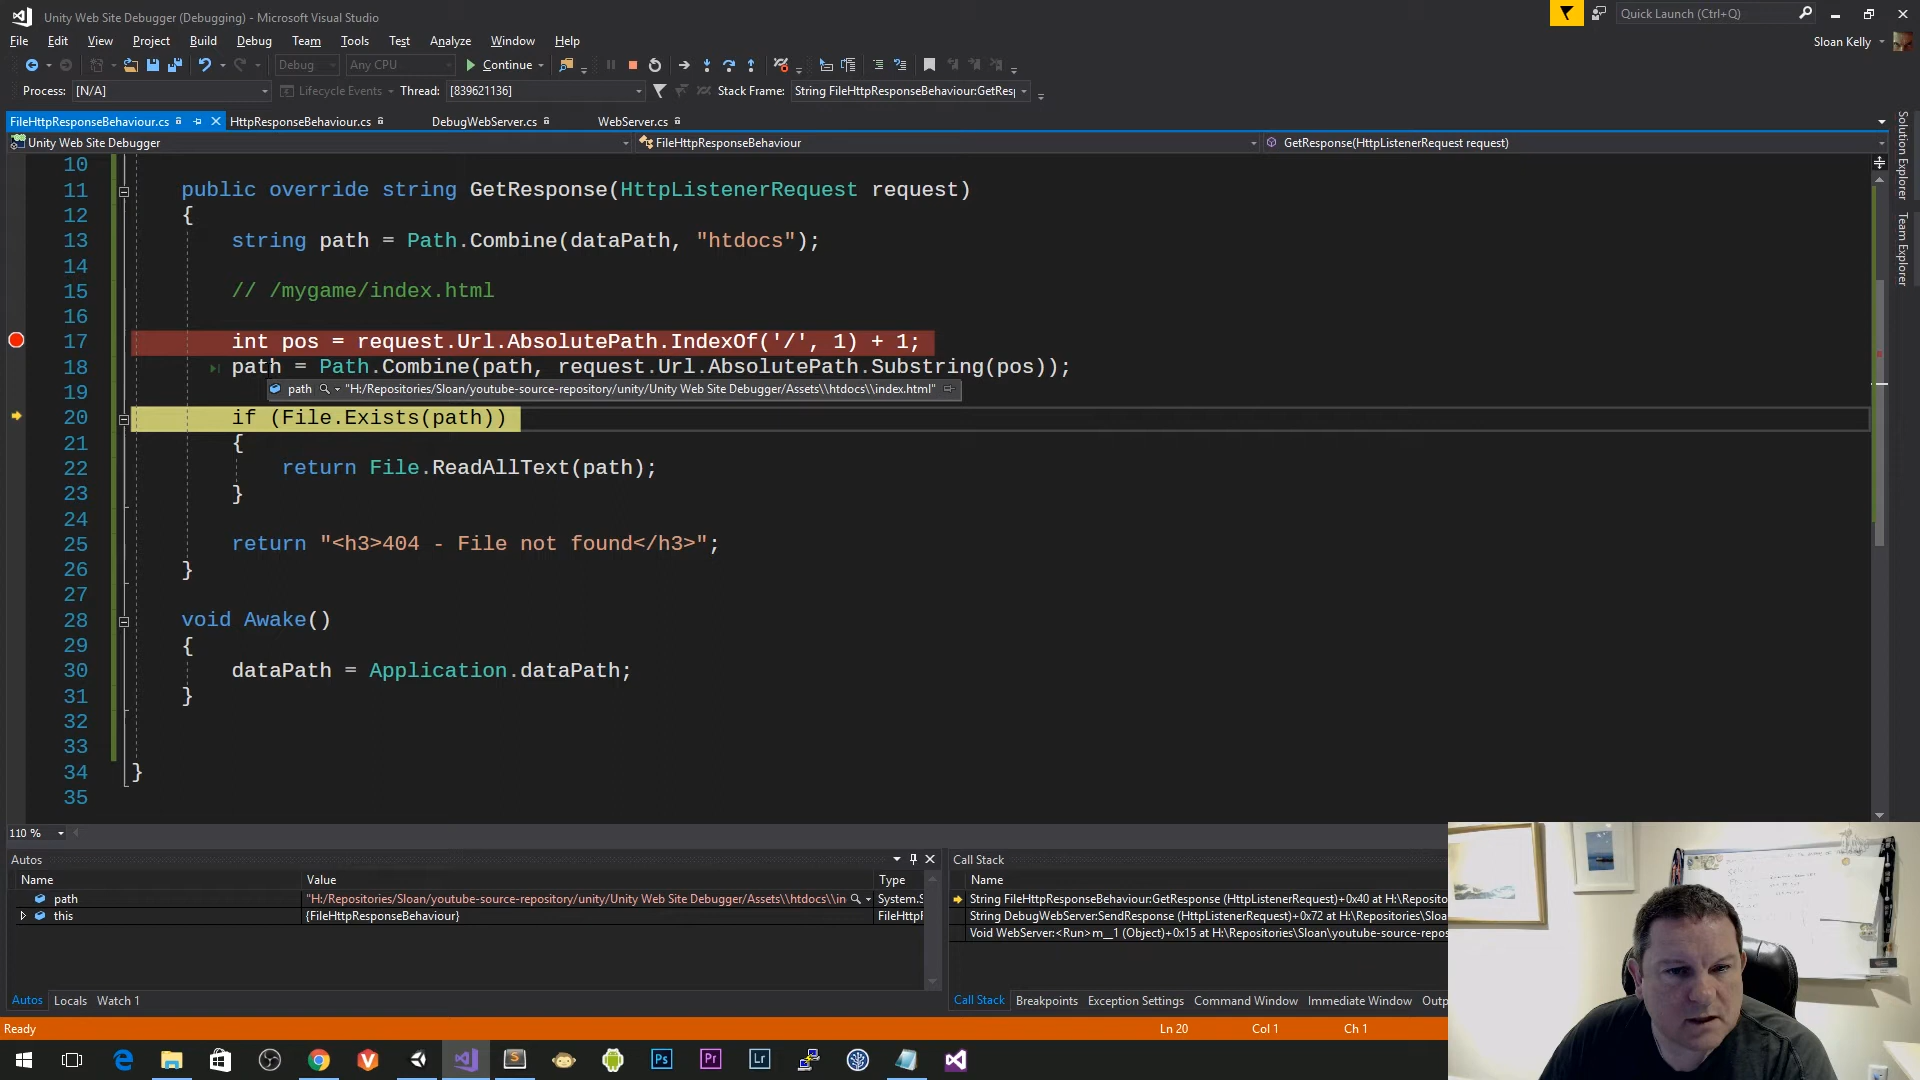 Unity Web Site Debugger (Debugging) - Microsoft Visual Studio
Quick Launch (Ctrl+Q)
File Edit View Project Build Debug Team Tools Test Analyze Window Help
Sloan Kelly
Debug Any CPU Continue
Process: [N/A] Lifecycle Events Thread: [839621136] Stack Frame: String FileHttpResponseBehaviour:GetResp
FileHttpResponseBehaviour.cs HttpResponseBehaviour.cs DebugWebServer.cs WebServer.cs
Unity Web Site Debugger FileHttpResponseBehaviour GetResponse(HttpListenerRequest request)
Solution Explorer
Team Explorer
10
11 public override string GetResponse(HttpListenerRequest request)
12 {
13 string path = Path.Combine(dataPath, "htdocs");
14
15 // /mygame/index.html
16
17 int pos = request.Url.AbsolutePath.IndexOf('/', 1) + 1;
18 path = Path.Combine(path, request.Url.AbsolutePath.Substring(pos));
19 path "H:/Repositories/Sloan/youtube-source-repository/unity/Unity Web Site Debugger/Assets\\htdocs\\index.html"
20 if (File.Exists(path))
21 {
22 return File.ReadAllText(path);
23 }
24
25 return "<h3>404 - File not found</h3>";
26 }
27
28 void Awake()
29 {
30 dataPath = Application.dataPath;
31 }
32
33
34 }
35
110 %
Autos
Name Value Type
path "H:/Repositories/Sloan/youtube-source-repository/unity/Unity Web Site Debugger/Assets\\htdocs\\in System.S
this {FileHttpResponseBehaviour} FileHttpF
Autos Locals Watch 1
Call Stack
Name
String FileHttpResponseBehaviour:GetResponse (HttpListenerRequest)+0x40 at H:\Reposit
String DebugWebServer:SendResponse (HttpListenerRequest)+0x72 at H:\Repositories\Sloa
Void WebServer:<Run>m__1 (Object)+0x15 at H:\Repositories\Sloan\youtube-source-repos
Call Stack Breakpoints Exception Settings Command Window Immediate Window Outp
Ready Ln 20 Col 1 Ch 1
Ps Pr Lr